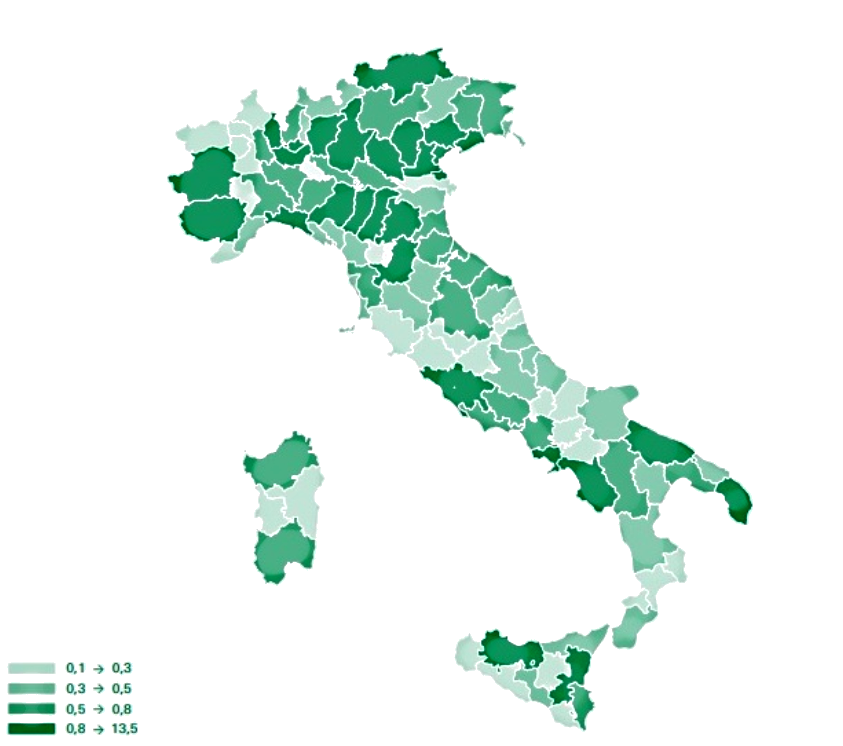 0,1 → 0,3
0,3 → 0,5
0,5 → 0,8
0,8 → 13,5